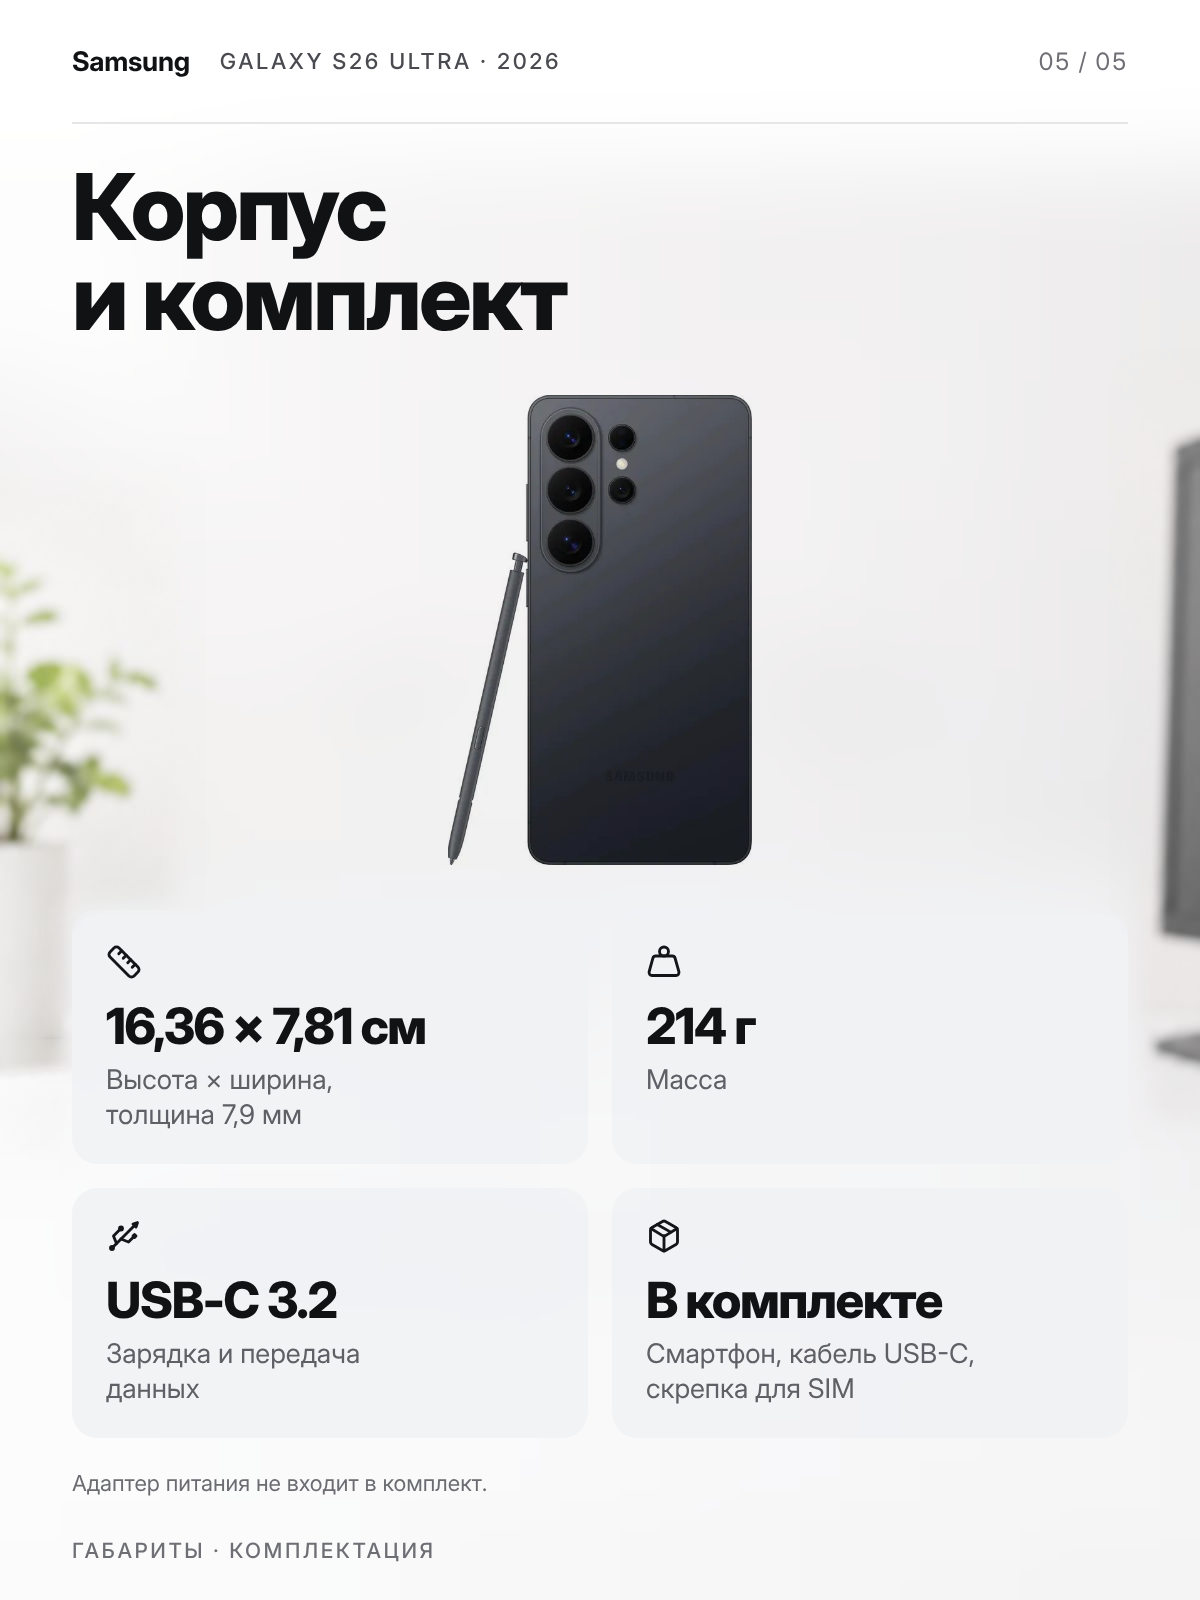 Samsung GALAXY S26 ULTRA · 2026 05 / 05
Корпус
и комплект
SAMSUNG
16,36 × 7,81 см
Высота × ширина,
толщина 7,9 мм
214 г
Масса
USB-C 3.2
Зарядка и передача
данных
В комплекте
Смартфон, кабель USB-C,
скрепка для SIM
Адаптер питания не входит в комплект.
ГАБАРИТЫ · КОМПЛЕКТАЦИЯ